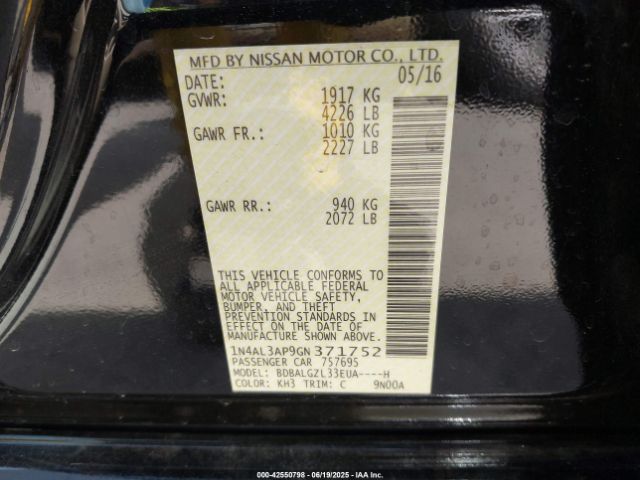 MFD BY NISSAN MOTOR CO., LTD.
DATE: 05/16
GVWR: 1917 KG
4226 LB
GAWR FR.: 1010 KG
2227 LB
GAWR RR.: 940 KG
2072 LB
THIS VEHICLE CONFORMS TO
ALL APPLICABLE FEDERAL
MOTOR VEHICLE SAFETY,
BUMPER, AND THEFT
PREVENTION STANDARDS IN
EFFECT ON THE DATE OF
MANUFACTURE SHOWN ABOVE.
1N4AL3AP9GN371752
PASSENGER CAR 757695
MODEL: BDBALGZL33EUA----H
COLOR: KH3 TRIM: C 9N00A
000-42550798 - 06/19/2025 - IAA Inc.